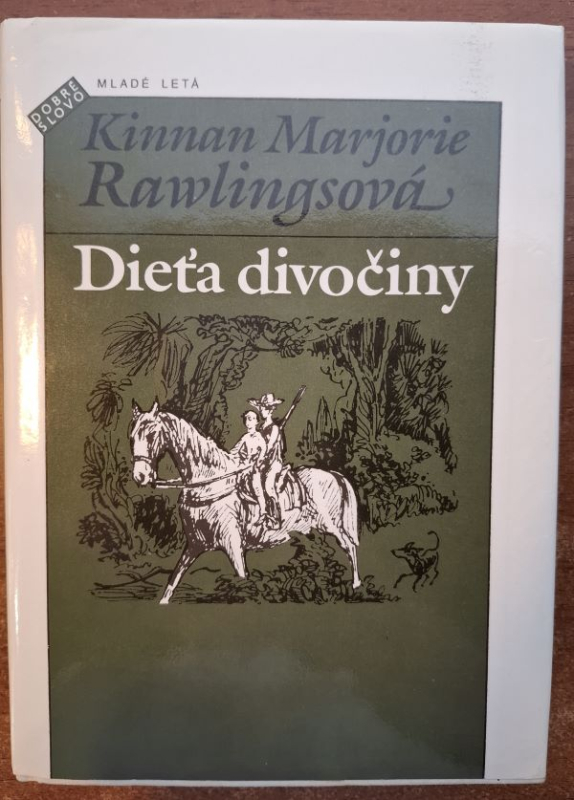 DOBRÉ
SLOVO
MLADÉ LETÁ
Kinnan Marjorie
Rawlingsová
Dieťa divočiny